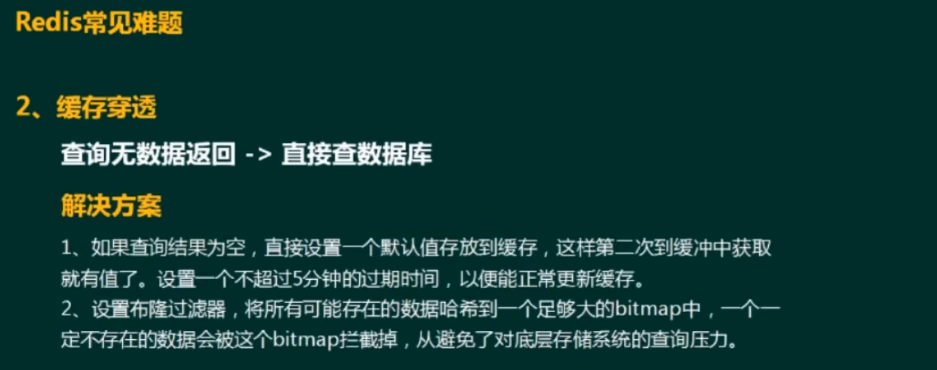 Redis常见难题
2、缓存穿透
查询无数据返回 -> 直接查数据库
解决方案
1、如果查询结果为空，直接设置一个默认值存放到缓存，这样第二次到缓冲中获取
就有值了。设置一个不超过5分钟的过期时间，以便能正常更新缓存。
2、设置布隆过滤器，将所有可能存在的数据哈希到一个足够大的bitmap中，一个一
定不存在的数据会被这个bitmap拦截掉，从避免了对底层存储系统的查询压力。